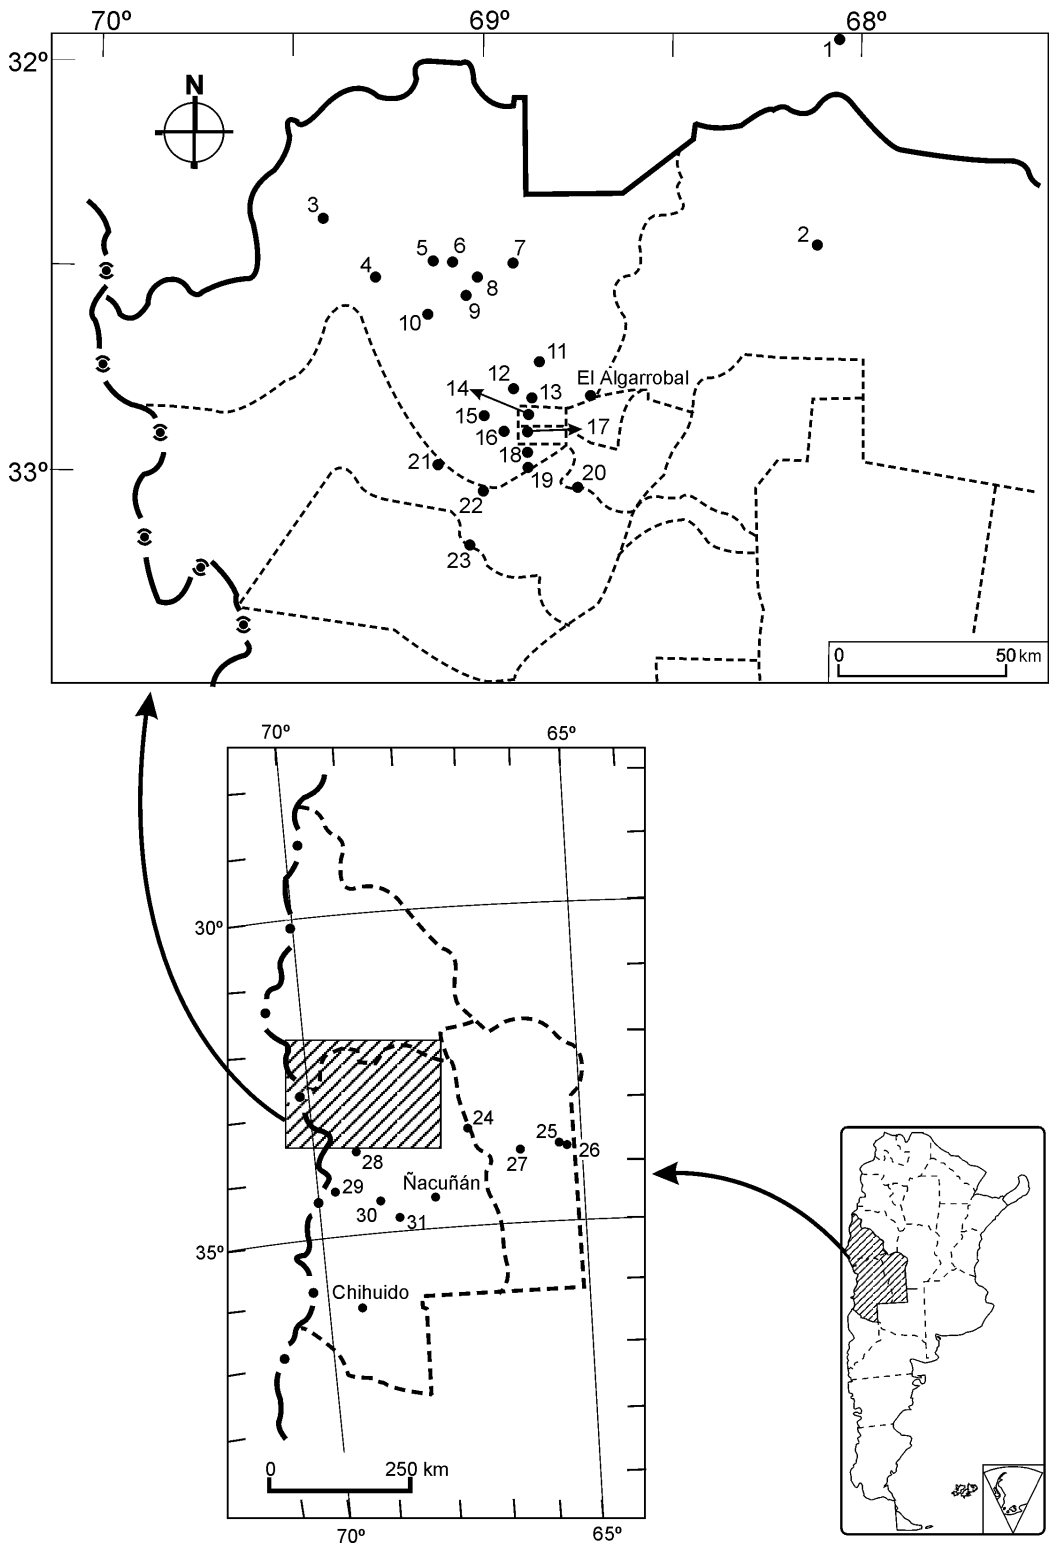 70º 69º 68º
1
32º
N
3
2
5 6 7
4
8
9
10
11
El Algarrobal
12
14 13
15
16 17
18
21
33º
19 20
22
23
0 50 km
70º 65º
30º
24
25
26
27
28
29
Ñacuñán
30
31
35º
Chihuido
0 250 km
70º 65º